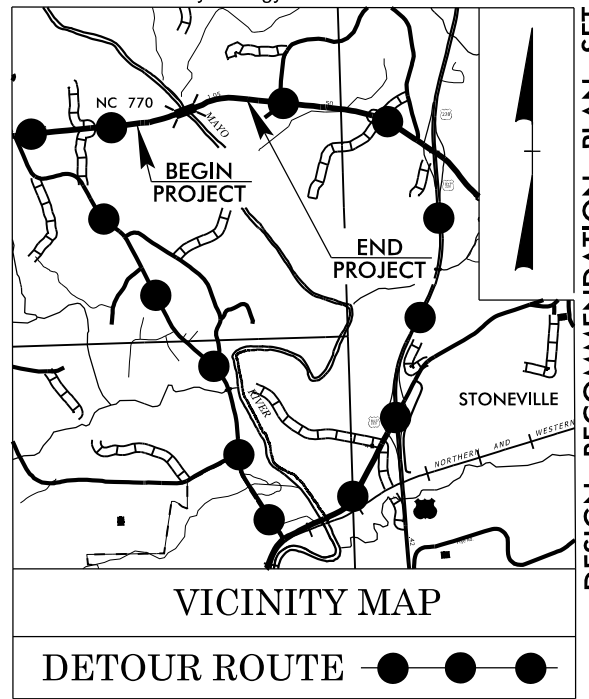 NC 770
MAYO
BEGIN
PROJECT
END
PROJECT
RIVER
STONEVILLE
NORTHERN AND WESTERN
VICINITY MAP
DETOUR ROUTE
DESIGN RECOMMENDATION PLAN SET